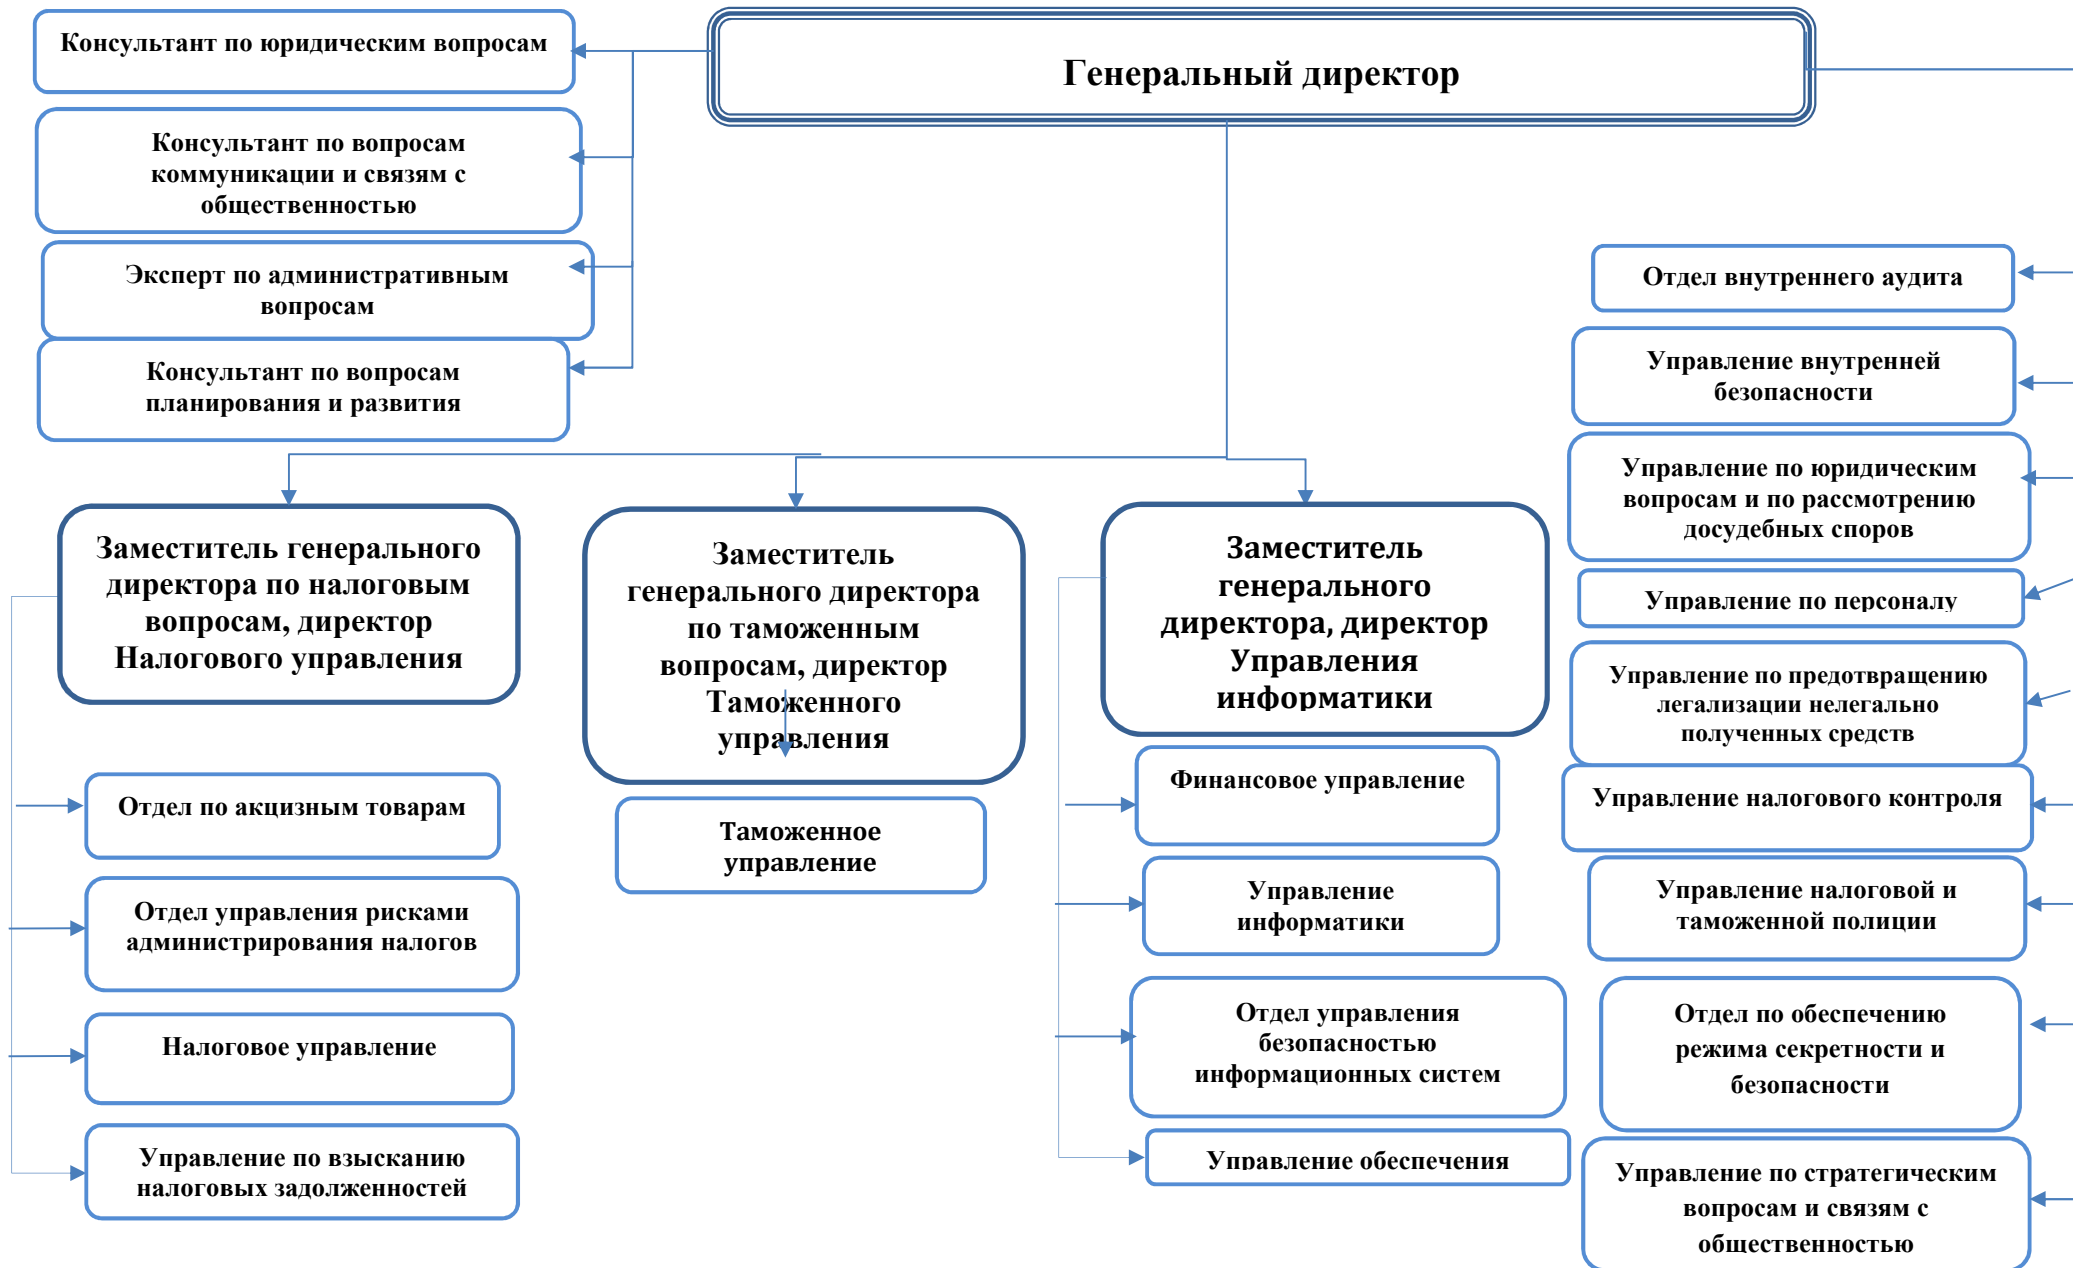 Генеральный директор
Консультант по юридическим вопросам
Консультант по вопросам
коммуникации и связям с
общественностью
Эксперт по административным
вопросам
Консультант по вопросам
планирования и развития
Заместитель генерального
директора по налоговым
вопросам, директор
Налогового управления
Отдел по акцизным товарам
Отдел управления рисками
администрирования налогов
Налоговое управление
Управление по взысканию
налоговых задолженностей
Заместитель
генерального директора
по таможенным
вопросам, директор
Таможенного
управления
Таможенное
управление
Заместитель
генерального
директора, директор
Управления
информатики
Финансовое управление
Управление
информатики
Отдел управления
безопасностью
информационных систем
Управление обеспечения
Отдел внутреннего аудита
Управление внутренней
безопасности
Управление по юридическим
вопросам и по рассмотрению
досудебных споров
Управление по персоналу
Управление по предотвращению
легализации нелегально
полученных средств
Управление налогового контроля
Управление налоговой и
таможенной полиции
Отдел по обеспечению
режима секретности и
безопасности
Управление по стратегическим
вопросам и связям с
общественностью